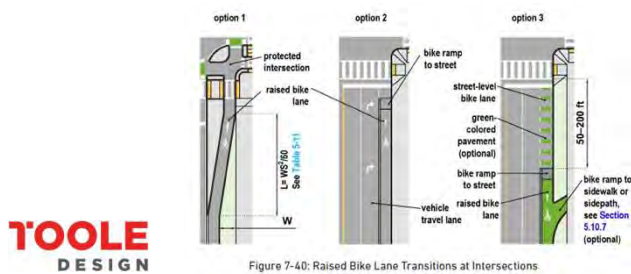 option 1
option 2
option 3
protected
intersection
raised bike
lane
L= WS²/60
See Table 5-11
W
bike ramp
to street
vehicle
travel lane
street-level
bike lane
green-
colored
pavement
(optional)
bike ramp
to street
raised bike
lane
50–200 ft
bike ramp to
sidewalk or
sidepath,
see Section
5.10.7
(optional)
TOOLE
DESIGN
Figure 7-40: Raised Bike Lane Transitions at Intersections